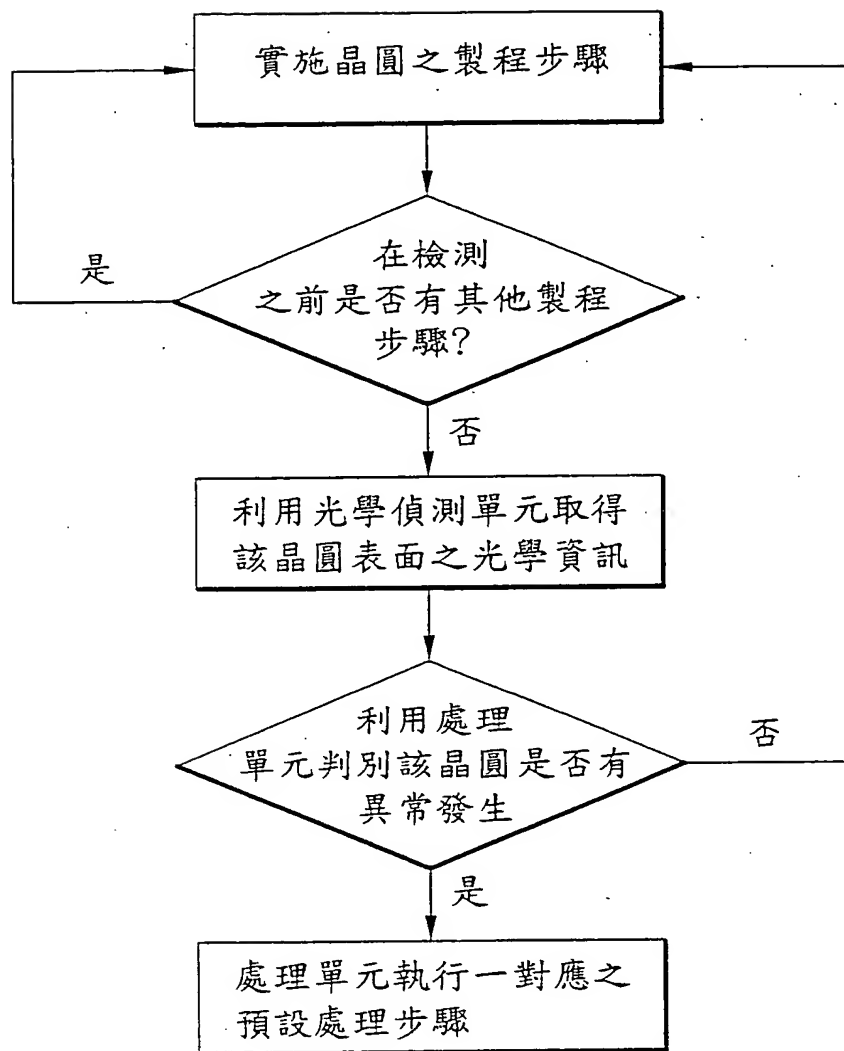 實施晶圓之製程步驟
在檢測
之前是否有其他製程
步驟?
是
否
利用光學偵測單元取得
該晶圓表面之光學資訊
利用處理
單元判別該晶圓是否有
異常發生
否
是
處理單元執行一對應之
預設處理步驟